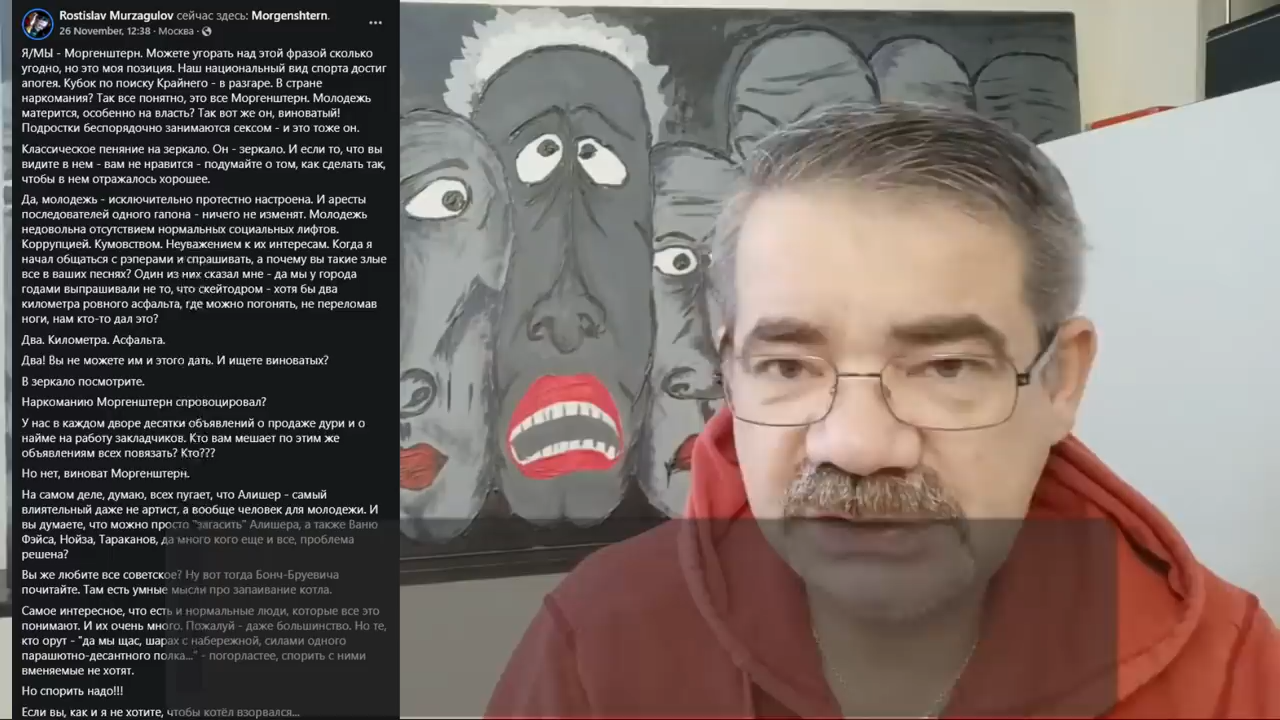 Rostislav Murzagulov сейчас здесь: Morgenshtern.
26 November, 12:38 · Москва ·
Я/МЫ - Моргенштерн. Можете угорать над этой фразой сколько
угодно, но это моя позиция. Наш национальный вид спорта достиг
апогея. Кубок по поиску Крайнего - в разгаре. В стране
наркомания? Так все понятно, это все Моргенштерн. Молодежь
матерится, особенно на власть? Так вот же он, виноватый!
Подростки беспорядочно занимаются сексом - и это тоже он.
Классическое пеняние на зеркало. Он - зеркало. И если то, что вы
видите в нем - вам не нравится - подумайте о том, как сделать так,
чтобы в нем отражалось хорошее.
Да, молодежь - исключительно протестно настроена. И аресты
последователей одного гапона - ничего не изменят. Молодежь
недовольна отсутствием нормальных социальных лифтов.
Коррупцией. Кумовством. Неуважением к их интересам. Когда я
начал общаться с рэперами и спрашивать, а почему вы такие злые
все в ваших песнях? Один из них сказал мне - да мы у города
годами выпрашивали не то, что скейтодром - хотя бы два
километра ровного асфальта, где можно погонять, не переломав
ноги, нам кто-то дал это?
Два. Километра. Асфальта.
Два! Вы не можете им и этого дать. И ищете виноватых?
В зеркало посмотрите.
Наркоманию Моргенштерн спровоцировал?
У нас в каждом дворе десятки объявлений о продаже дури и о
найме на работу закладчиков. Кто вам мешает по этим же
объявлениям всех повязать? Кто???
Но нет, виноват Моргенштерн.
На самом деле, думаю, всех пугает, что Алишер - самый
влиятельный даже не артист, а вообще человек для молодежи. И
вы думаете, что можно просто "загасить" Алишера, а также Ваню
Фэйса, Нойза, Тараканов, да много кого еще и все, проблема
решена?
Вы же любите все советское? Ну вот тогда Бонч-Бруевича
почитайте. Там есть умные мысли про запаивание котла.
Самое интересное, что есть и нормальные люди, которые все это
понимают. И их очень много. Пожалуй - даже большинство. Но те,
кто орут - "да мы щас, шарах с набережной, силами одного
парашютно-десантного полка..." - погорластее, спорить с ними
вменяемые не хотят.
Но спорить надо!!!
Если вы, как и я не хотите, чтобы котёл взорвался...